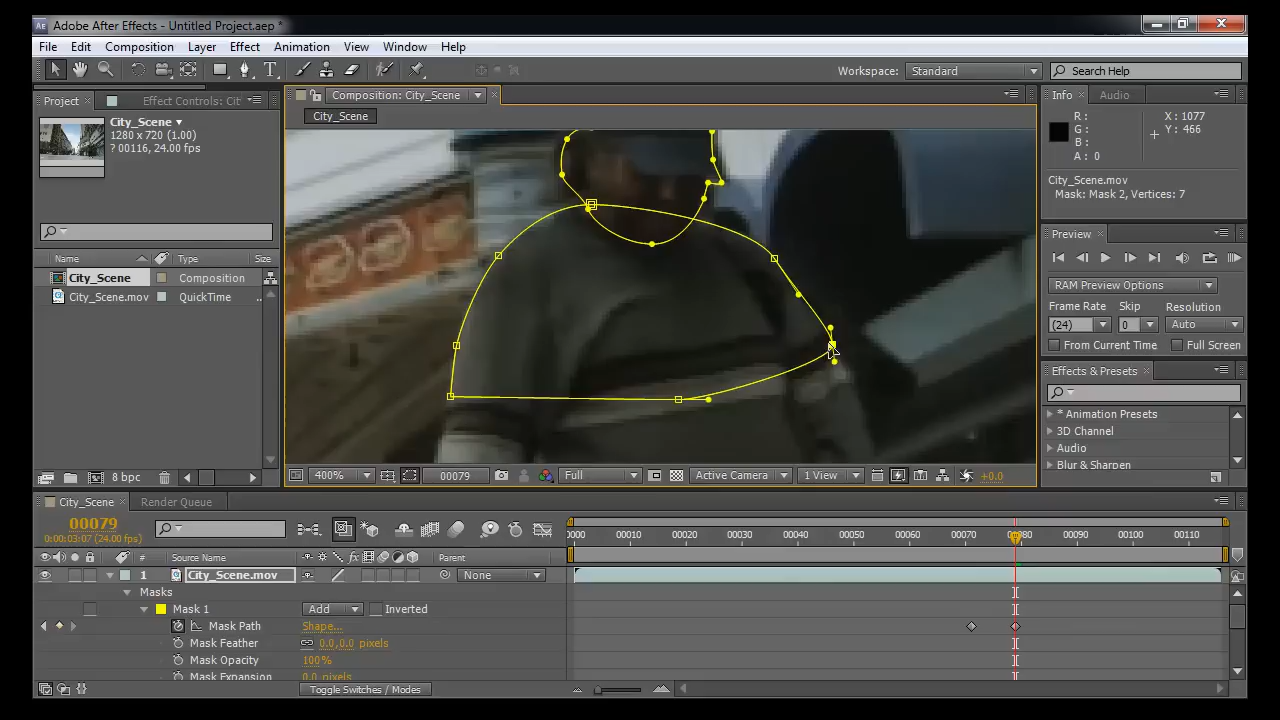 Adobe After Effects - Untitled Project.aep *
File Edit Composition Layer Effect Animation View Window Help
Workspace: Standard Search Help
Project Effect Controls: Cit
Composition: City_Scene
City_Scene
City_Scene
1280 x 720 (1.00)
? 00116, 24.00 fps
Name Type Size
City_Scene Composition
City_Scene.mov QuickTime ..
8 bpc
400% 00079 Full Active Camera 1 View +0.0
Info Audio
R : X : 1077
G : Y : 466
B :
A : 0
City_Scene.mov
Mask: Mask 2, Vertices: 7
Preview
RAM Preview Options
Frame Rate Skip Resolution
(24) 0 Auto
From Current Time Full Screen
Effects & Presets
* Animation Presets
3D Channel
Audio
Blur & Sharpen
City_Scene Render Queue
00079
0:00:03:07 (24.00 fps)
0000 00010 00020 00030 00040 00050 00060 00070 00080 00090 00100 00110
# Source Name Parent
1 City_Scene.mov None
Masks
Mask 1 Add Inverted
Mask Path Shape...
Mask Feather 0.0,0.0 pixels
Mask Opacity 100%
Mask Expansion 0.0 pixels
Toggle Switches / Modes